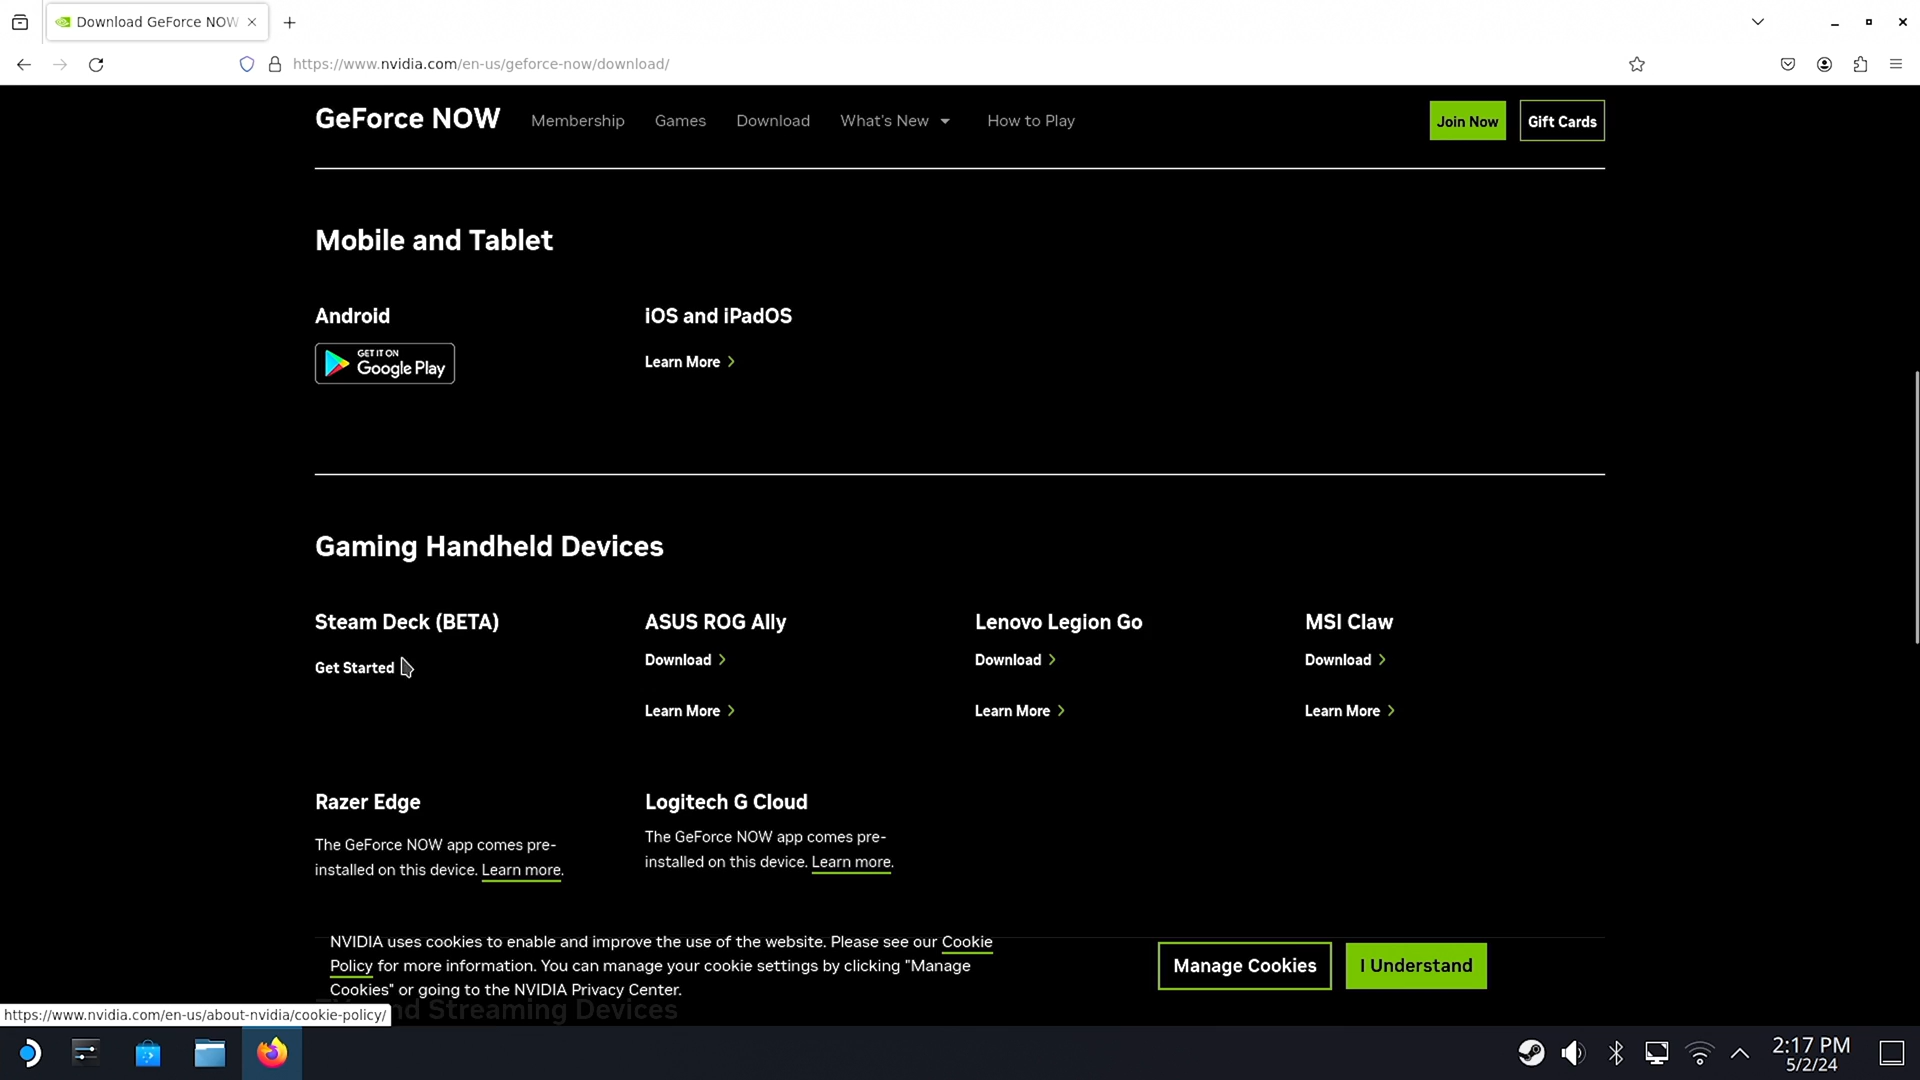 Download GeForce NOW
https://www.nvidia.com/en-us/geforce-now/download/
GeForce NOW
Membership
Games
Download
What's New
How to Play
Join Now
Gift Cards
Mobile and Tablet
Android
iOS and iPadOS
GET IT ON
Google Play
Learn More
Gaming Handheld Devices
Steam Deck (BETA)
ASUS ROG Ally
Lenovo Legion Go
MSI Claw
Get Started
Download
Download
Download
Learn More
Learn More
Learn More
Razer Edge
Logitech G Cloud
The GeForce NOW app comes pre-
installed on this device. Learn more.
The GeForce NOW app comes pre-
installed on this device. Learn more.
NVIDIA uses cookies to enable and improve the use of the website. Please see our Cookie
Policy for more information. You can manage your cookie settings by clicking "Manage
Cookies" or going to the NVIDIA Privacy Center.
Manage Cookies
I Understand
nd Streaming Devices
https://www.nvidia.com/en-us/about-nvidia/cookie-policy/
2:17 PM
5/2/24